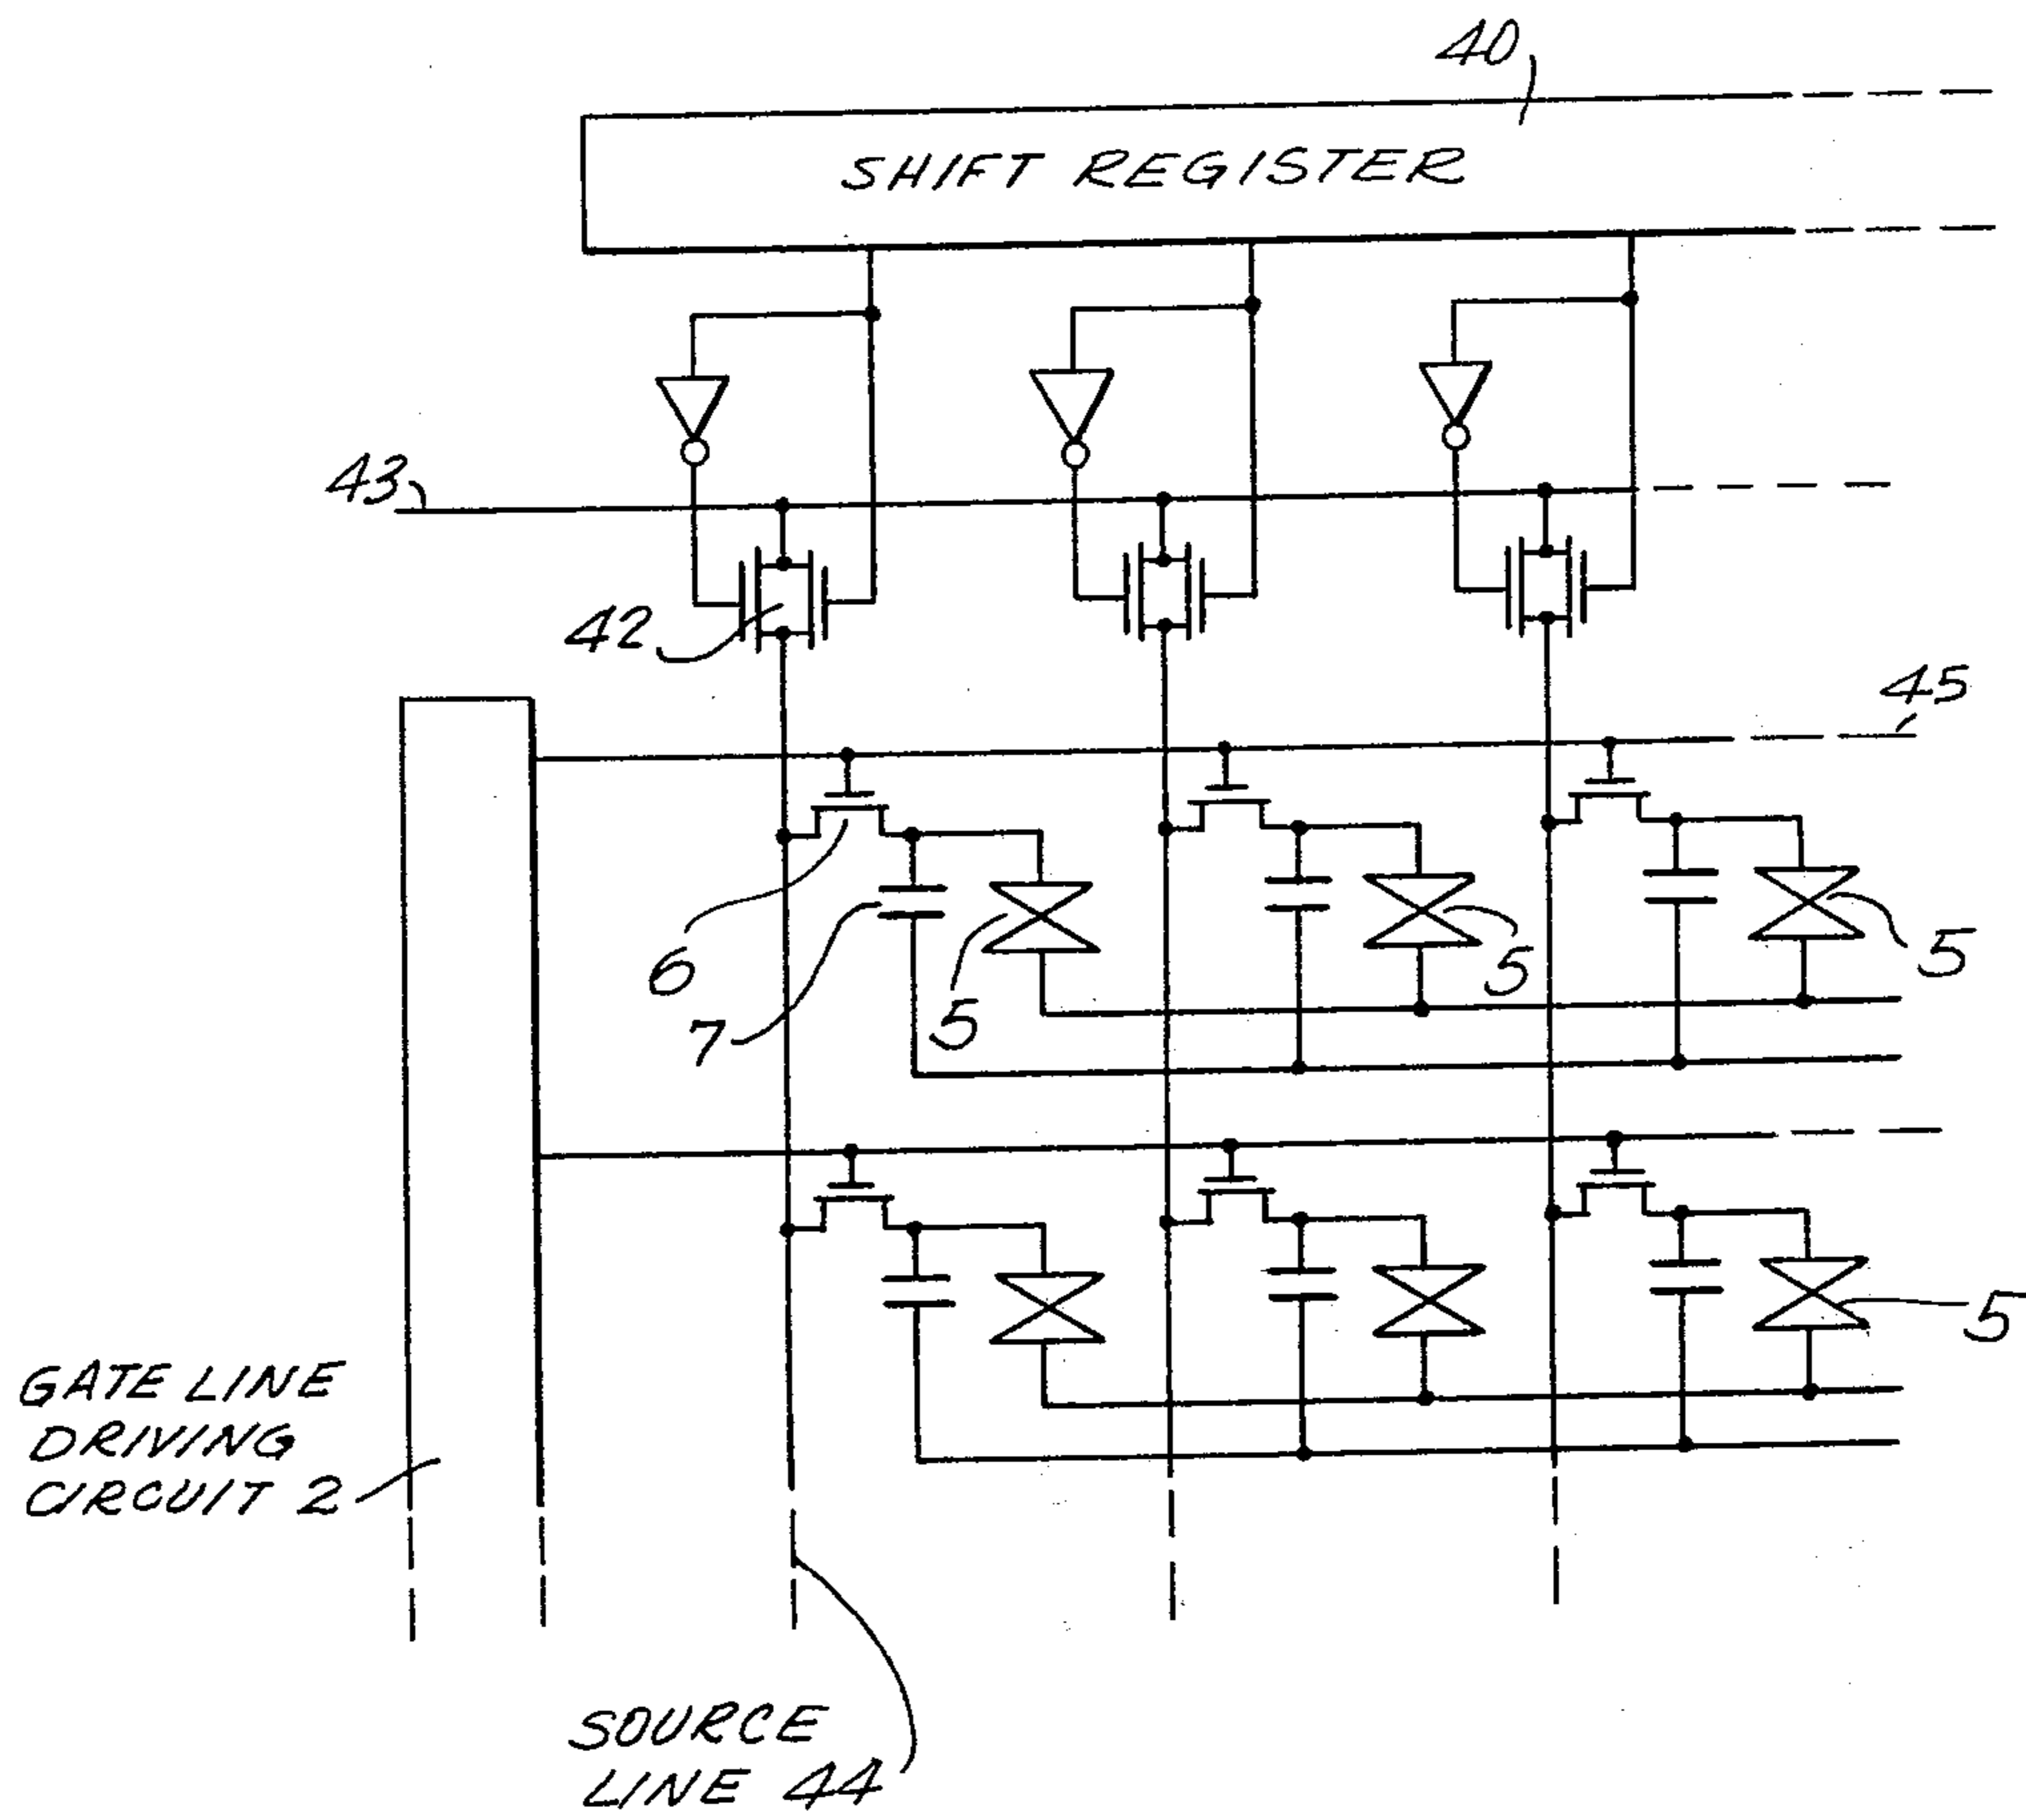 40
SHIFT REGISTER
43
42
45
6
7
5
5
5
5
GATE LINE
DRIVING
CIRCUIT 2
SOURCE
LINE 44